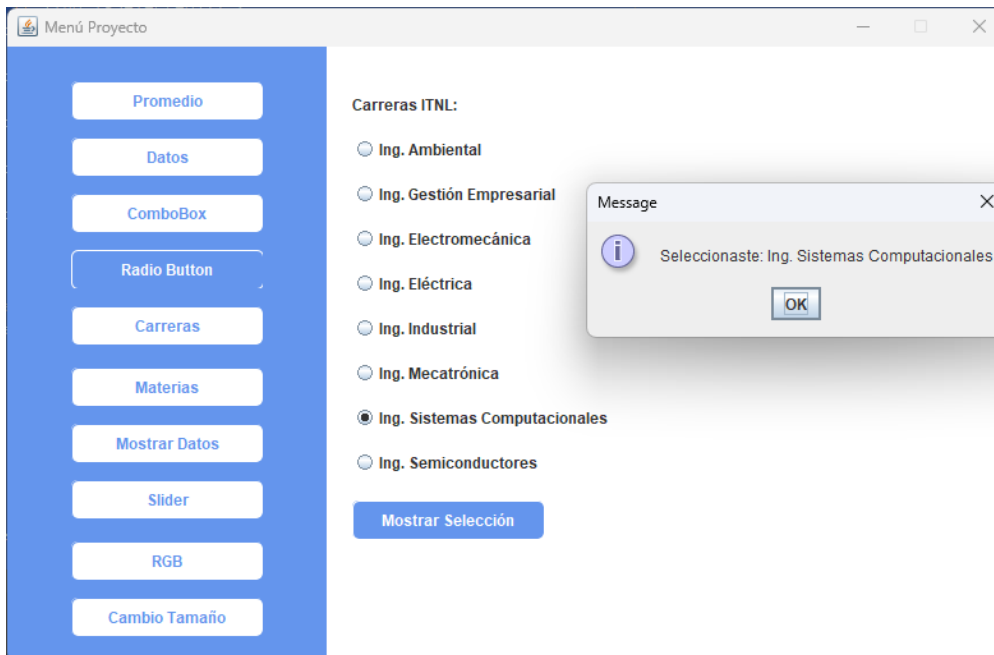 Menú Proyecto
Promedio
Datos
ComboBox
Radio Button
Carreras
Materias
Mostrar Datos
Slider
RGB
Cambio Tamaño
Carreras ITNL:
Ing. Ambiental
Ing. Gestión Empresarial
Ing. Electromecánica
Ing. Eléctrica
Ing. Industrial
Ing. Mecatrónica
Ing. Sistemas Computacionales
Ing. Semiconductores
Mostrar Selección
Message
Seleccionaste: Ing. Sistemas Computacionales
OK